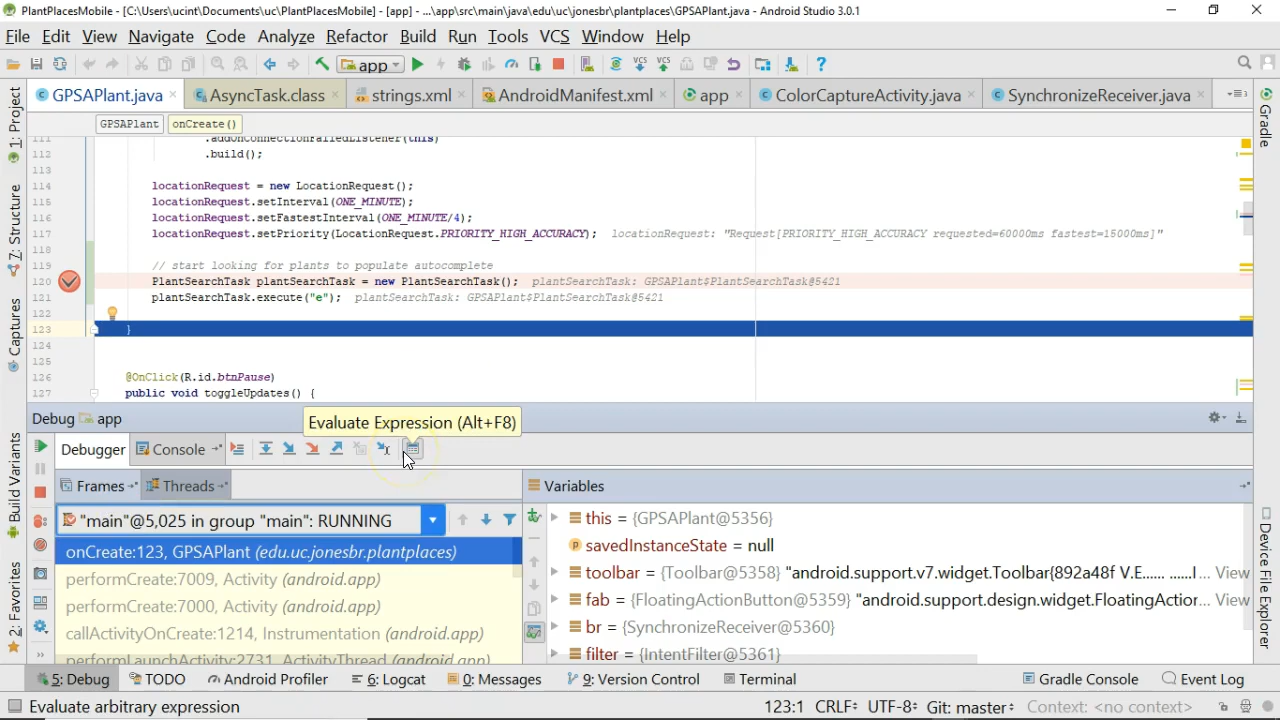 PlantPlacesMobile - [C:\Users\ucint\Documents\uc\PlantPlacesMobile] - [app] - ...\app\src\main\java\edu\uc\jonesbr\plantplaces\GPSAPlant.java - Android Studio 3.0.1
File Edit View Navigate Code Analyze Refactor Build Run Tools VCS Window Help
app
GPSAPlant.java AsyncTask.class strings.xml AndroidManifest.xml app ColorCaptureActivity.java SynchronizeReceiver.java
GPSAPlant onCreate()
111 .addOnConnectionFailedListener(this)
112 .build();
113
114 locationRequest = new LocationRequest();
115 locationRequest.setInterval(ONE_MINUTE);
116 locationRequest.setFastestInterval(ONE_MINUTE/4);
117 locationRequest.setPriority(LocationRequest.PRIORITY_HIGH_ACCURACY); locationRequest: "Request[PRIORITY_HIGH_ACCURACY requested=60000ms fastest=15000ms]"
118
119 // start looking for plants to populate autocomplete
120 PlantSearchTask plantSearchTask = new PlantSearchTask(); plantSearchTask: GPSAPlant$PlantSearchTask@5421
121 plantSearchTask.execute("e"); plantSearchTask: GPSAPlant$PlantSearchTask@5421
122
123 }
124
125
126 @OnClick(R.id.btnPause)
127 public void toggleUpdates() {
1: Project
Z: Structure
Captures
Build Variants
2: Favorites
Gradle
Device File Explorer
Debug app
Evaluate Expression (Alt+F8)
Debugger Console
Frames Threads
Variables
"main"@5,025 in group "main": RUNNING
onCreate:123, GPSAPlant (edu.uc.jonesbr.plantplaces)
performCreate:7009, Activity (android.app)
performCreate:7000, Activity (android.app)
callActivityOnCreate:1214, Instrumentation (android.app)
performLaunchActivity:2731, ActivityThread (android.app)
this = {GPSAPlant@5356}
savedInstanceState = null
toolbar = {Toolbar@5358} "android.support.v7.widget.Toolbar{892a48f V.E...... ......I... View
fab = {FloatingActionButton@5359} "android.support.design.widget.FloatingAction... View
br = {SynchronizeReceiver@5360}
filter = {IntentFilter@5361}
5: Debug TODO Android Profiler 6: Logcat 0: Messages 9: Version Control Terminal Gradle Console Event Log
Evaluate arbitrary expression 123:1 CRLF UTF-8 Git: master Context: <no context>